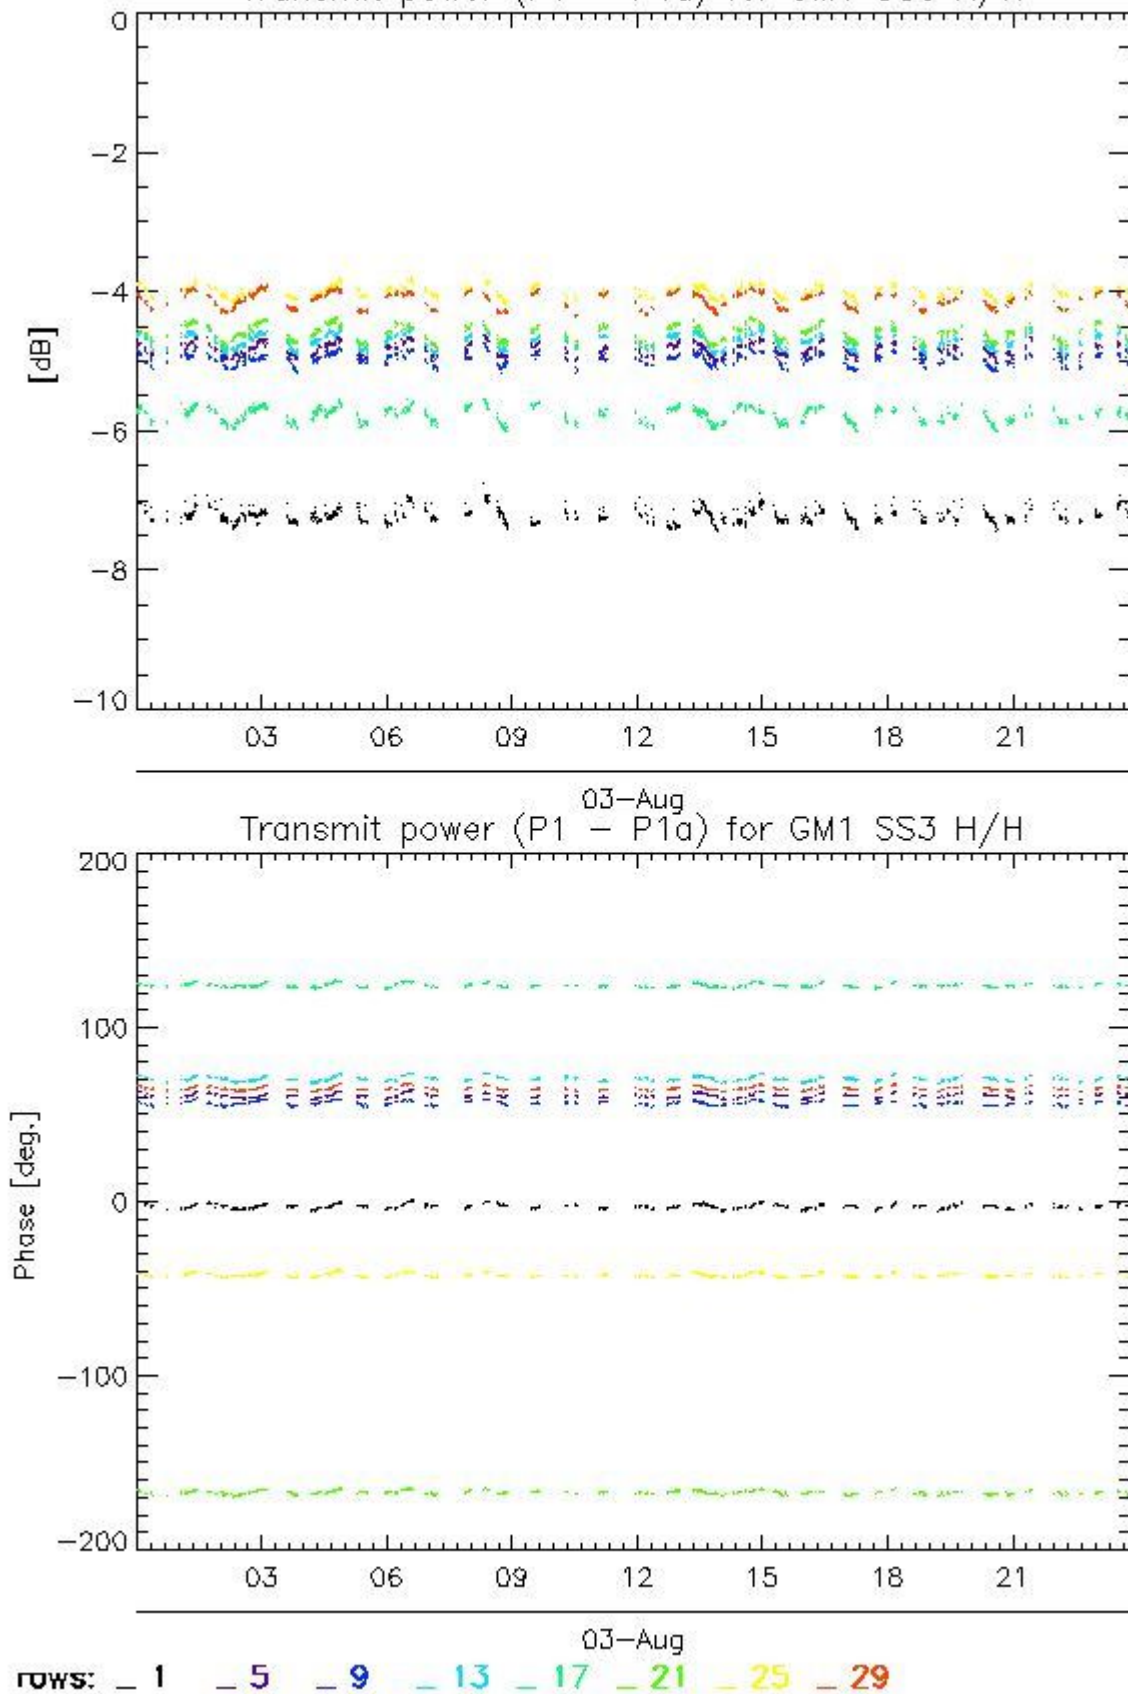 0
-2
-4
-6
-8
-10
[dB]
03 06 09 12 15 18 21
03-Aug
Transmit power (P1 - P1a) for GM1 SS3 H/H
200
100
0
-100
-200
Phase [deg.]
03 06 09 12 15 18 21
03-Aug
rows: _ 1 _ 5 _ 9 _ 13 _ 17 _ 21 _ 25 _ 29